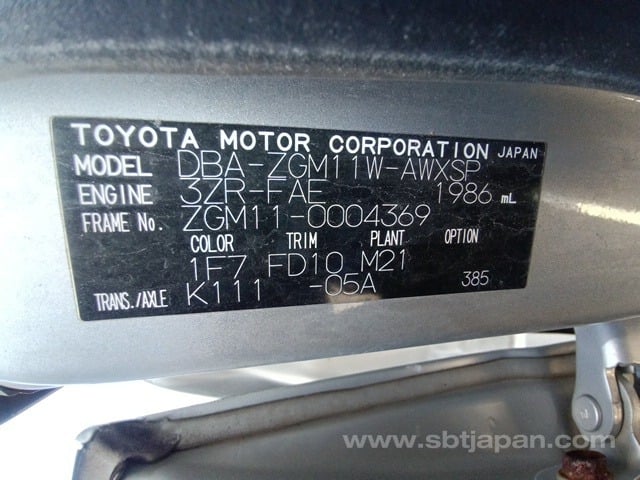 TOYOTA MOTOR CORPORATION JAPAN
MODEL DBA-ZGM11W-AWXSP
ENGINE 3ZR-FAE 1986 mL
FRAME No. ZGM11-0004369
COLOR TRIM PLANT OPTION
1F7 FD10 M21
TRANS./AXLE K111 -05A 385
www.sbtjapan.com